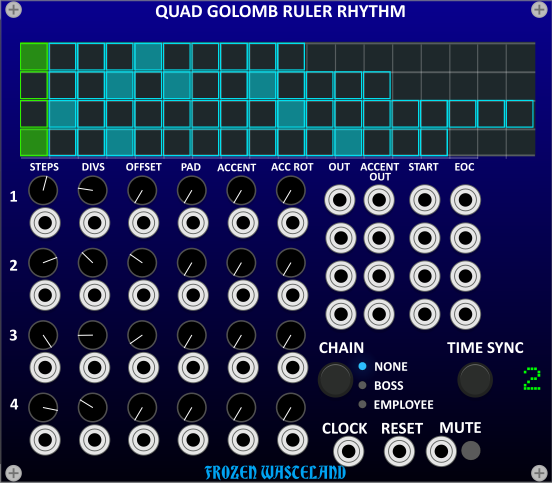 QUAD GOLOMB RULER RHYTHM
STEPS DIVS OFFSET PAD ACCENT ACC ROT OUT ACCENT OUT START EOC
1
2
3
CHAIN TIME SYNC
NONE
2
BOSS
4
EMPLOYEE
CLOCK RESET MUTE
FROZEN WASTELAND